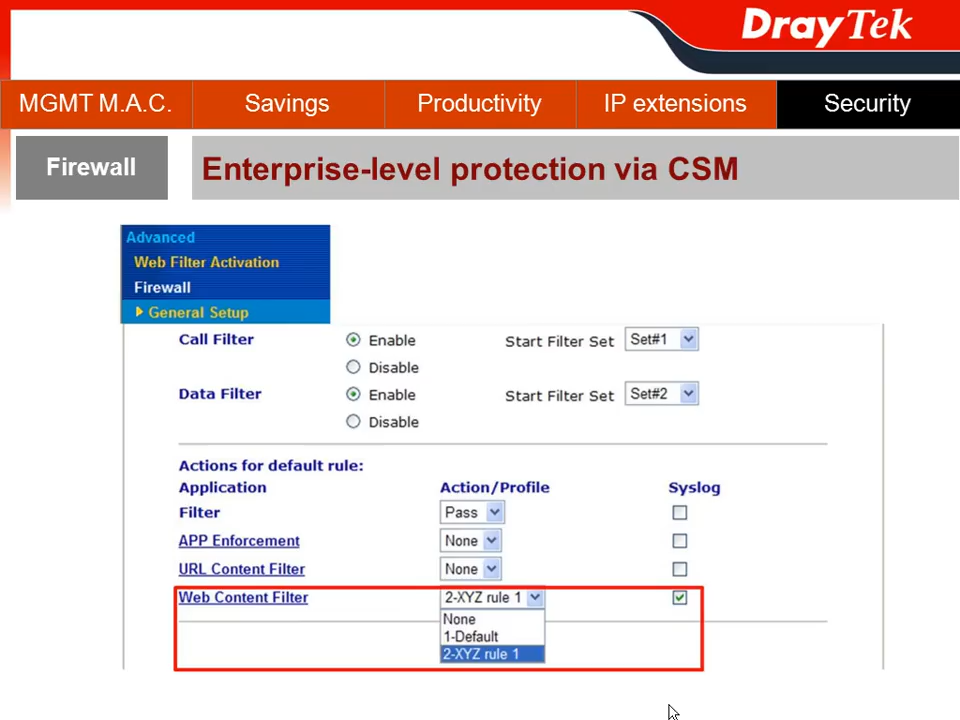 DrayTek
MGMT M.A.C. Savings Productivity IP extensions Security
Firewall Enterprise-level protection via CSM
Advanced
Web Filter Activation
Firewall
General Setup
Call Filter Enable Start Filter Set Set#1
Disable
Data Filter Enable Start Filter Set Set#2
Disable
Actions for default rule:
Application Action/Profile Syslog
Filter Pass
APP Enforcement None
URL Content Filter None
Web Content Filter 2-XYZ rule 1
None
1-Default
2-XYZ rule 1